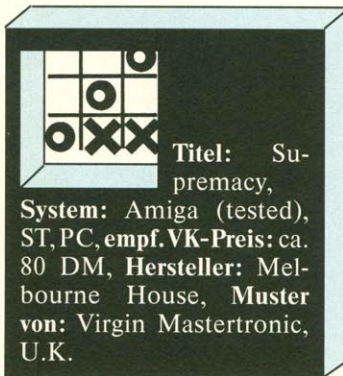 Titel: Su-
premacy,
System: Amiga (tested),
ST, PC, empf. VK-Preis: ca.
80 DM, Hersteller: Mel-
bourne House, Muster
von: Virgin Mastertronic,
U.K.